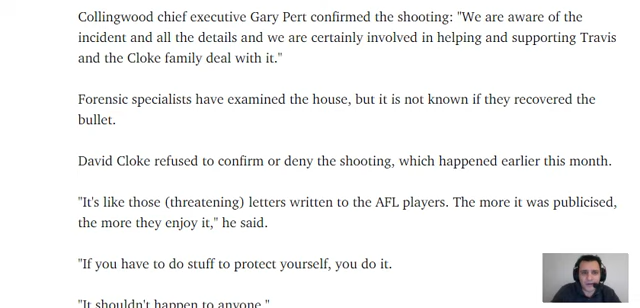 Collingwood chief executive Gary Pert confirmed the shooting: "We are aware of the
incident and all the details and we are certainly involved in helping and supporting Travis
and the Cloke family deal with it."
Forensic specialists have examined the house, but it is not known if they recovered the
bullet.
David Cloke refused to confirm or deny the shooting, which happened earlier this month.
"It's like those (threatening) letters written to the AFL players. The more it was publicised,
the more they enjoy it," he said.
"If you have to do stuff to protect yourself, you do it.
"It shouldn't happen to anyone."